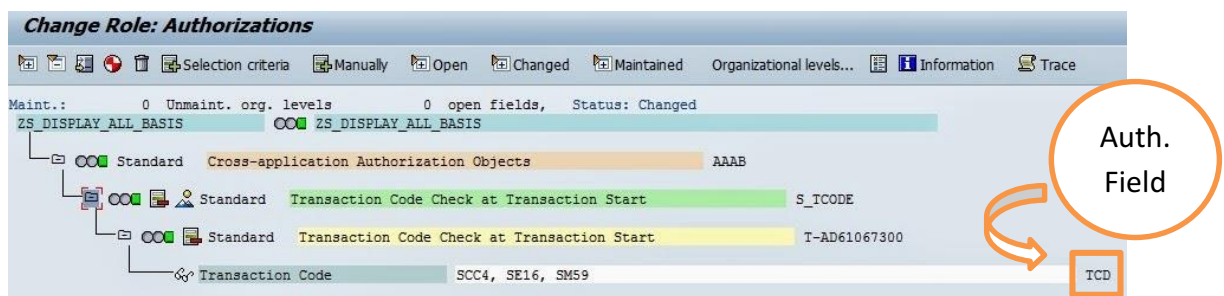 Change Role: Authorizations
Selection criteria Manually Open Changed Maintained Organizational levels... Information Trace
Maint.: 0 Unmaint. org. levels 0 open fields, Status: Changed
ZS_DISPLAY_ALL_BASIS ZS_DISPLAY_ALL_BASIS
Standard Cross-application Authorization Objects AAAB
Standard Transaction Code Check at Transaction Start S_TCODE
Standard Transaction Code Check at Transaction Start T-AD61067300
Transaction Code SCC4, SE16, SM59 TCD
Auth.
Field